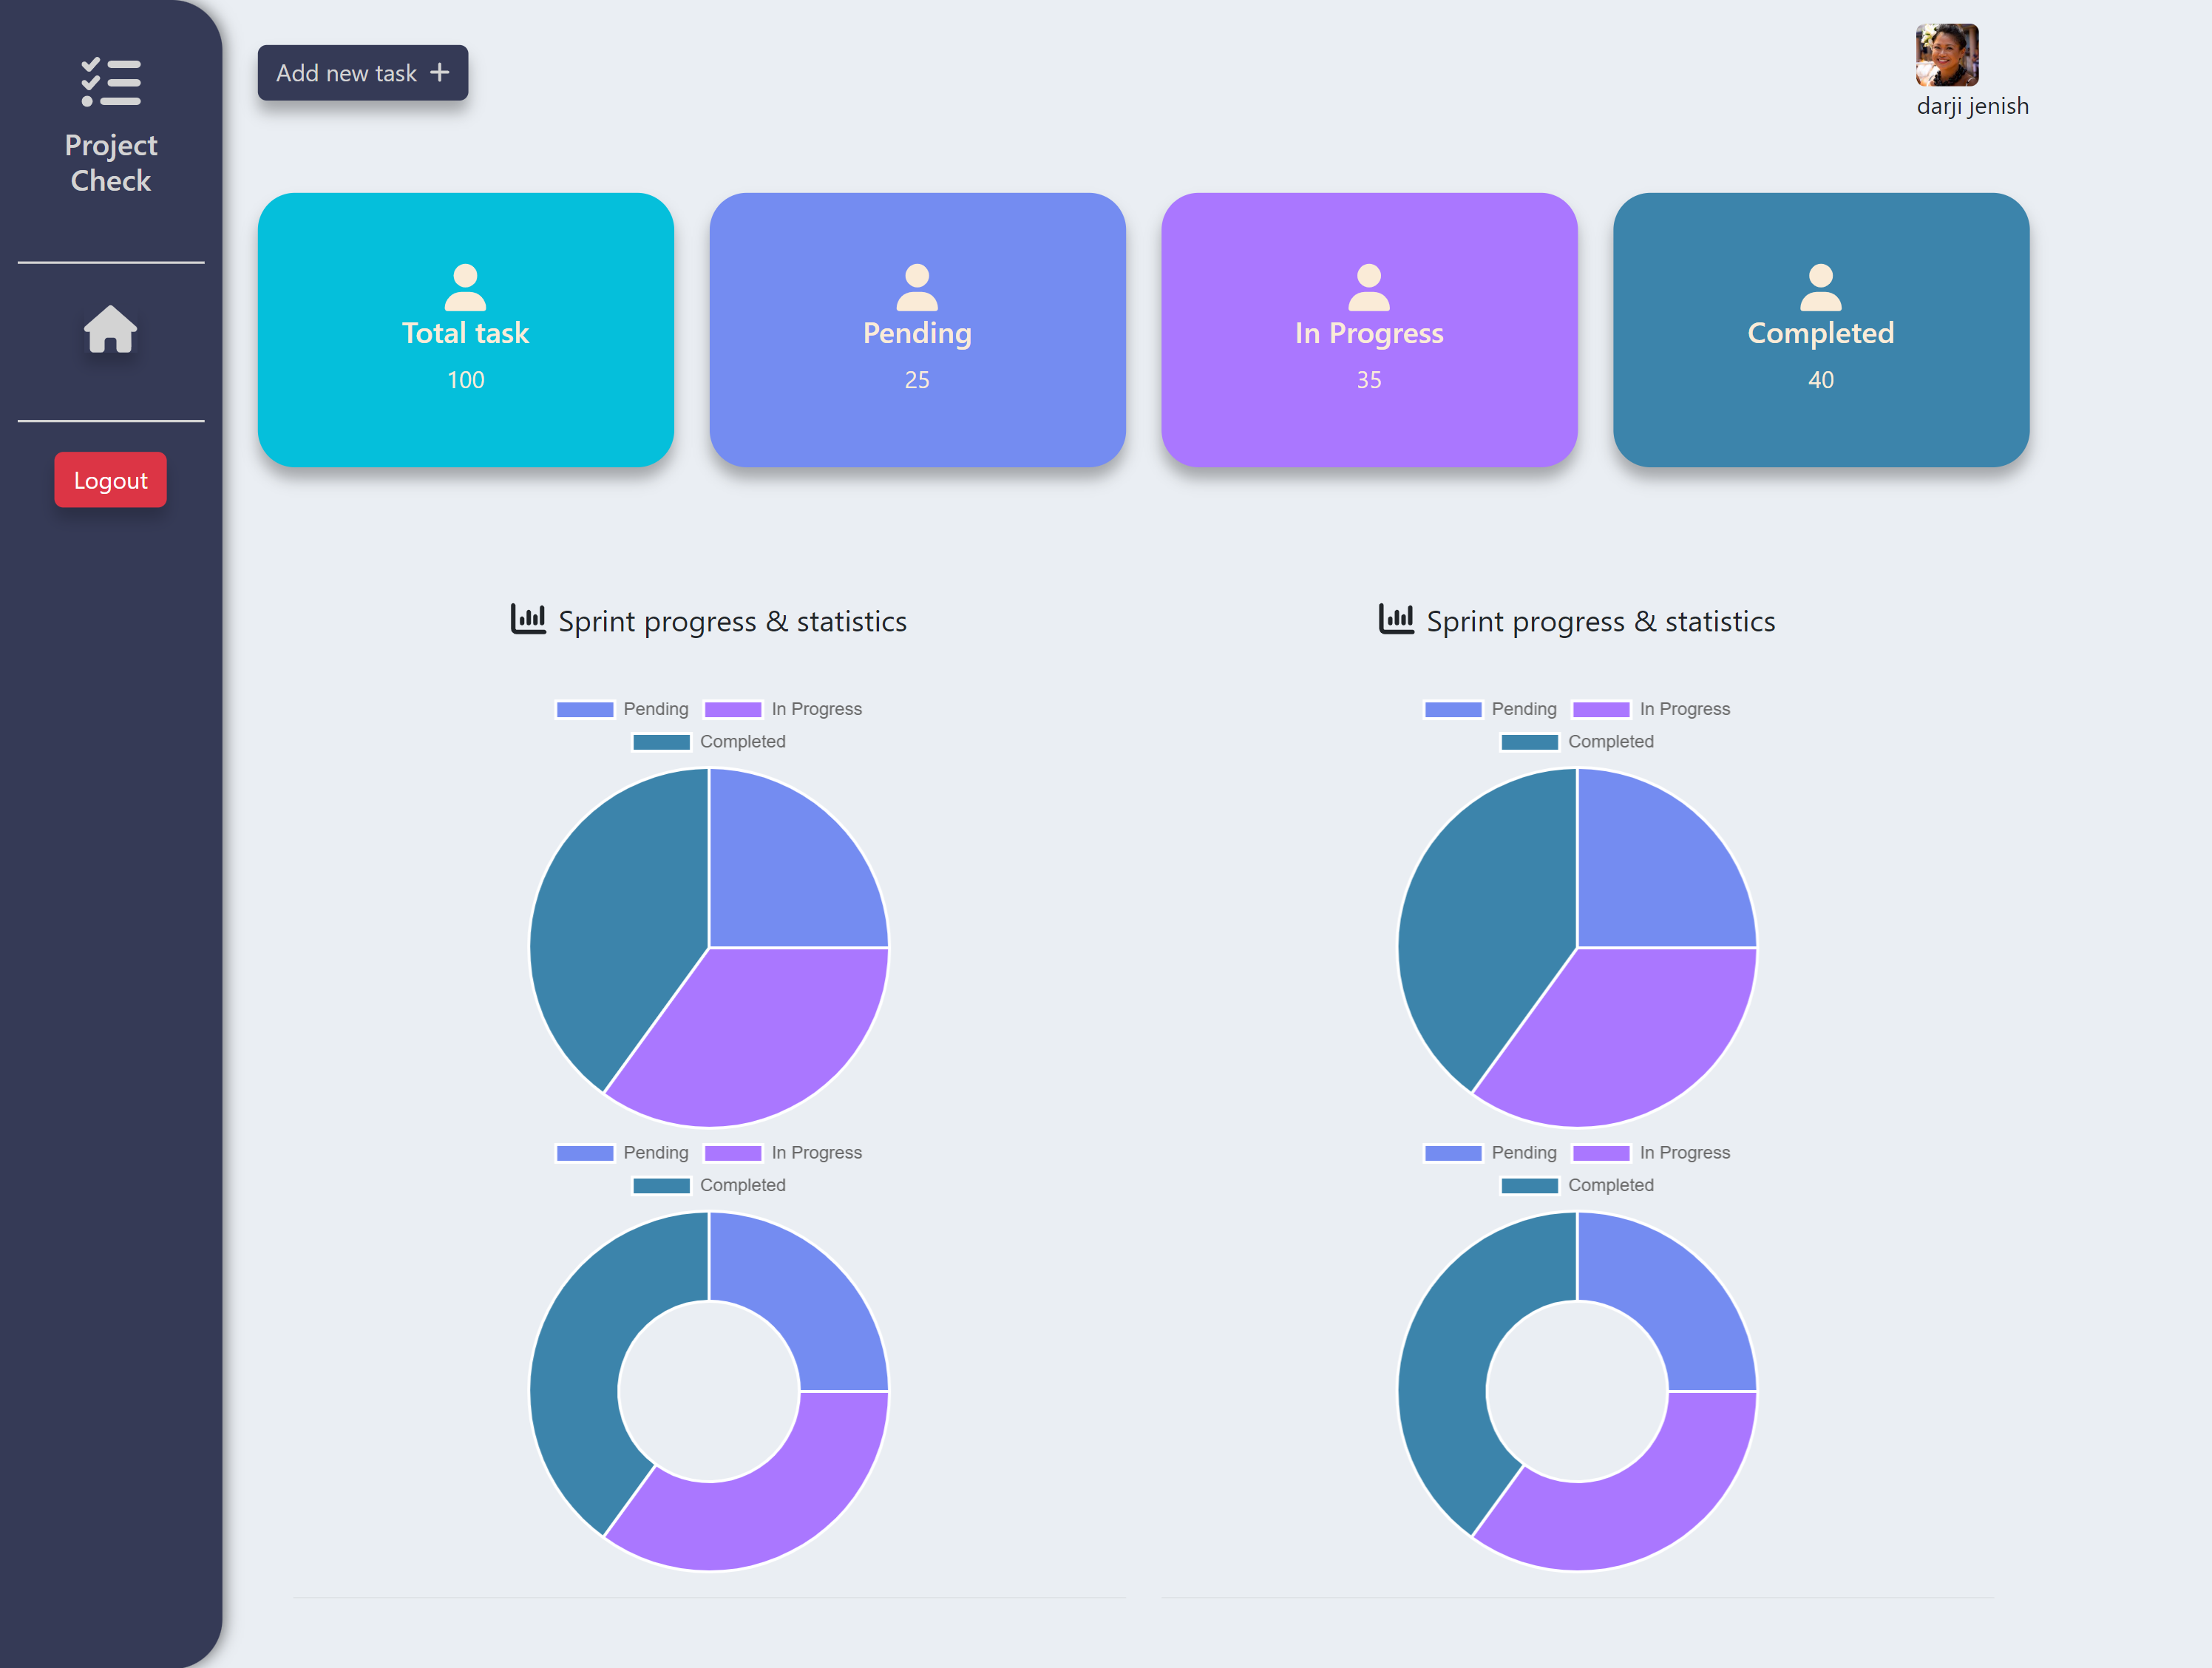 Project
Check
Logout
Add new task
darji jenish
Total task
100
Pending
25
In Progress
35
Completed
40
Sprint progress & statistics
Pending In Progress
Completed
Pending In Progress
Completed
Sprint progress & statistics
Pending In Progress
Completed
Pending In Progress
Completed